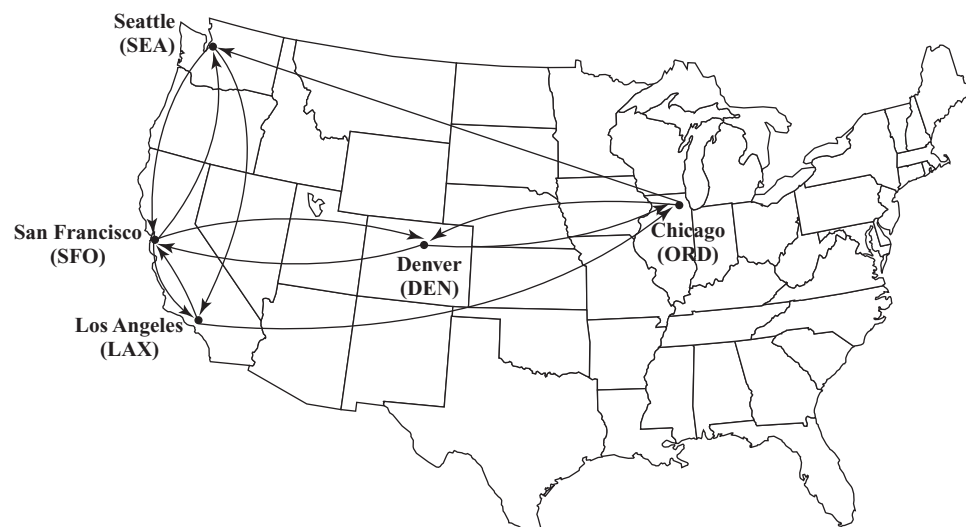 Seattle
(SEA)
San Francisco
(SFO)
Los Angeles
(LAX)
Denver
(DEN)
Chicago
(ORD)